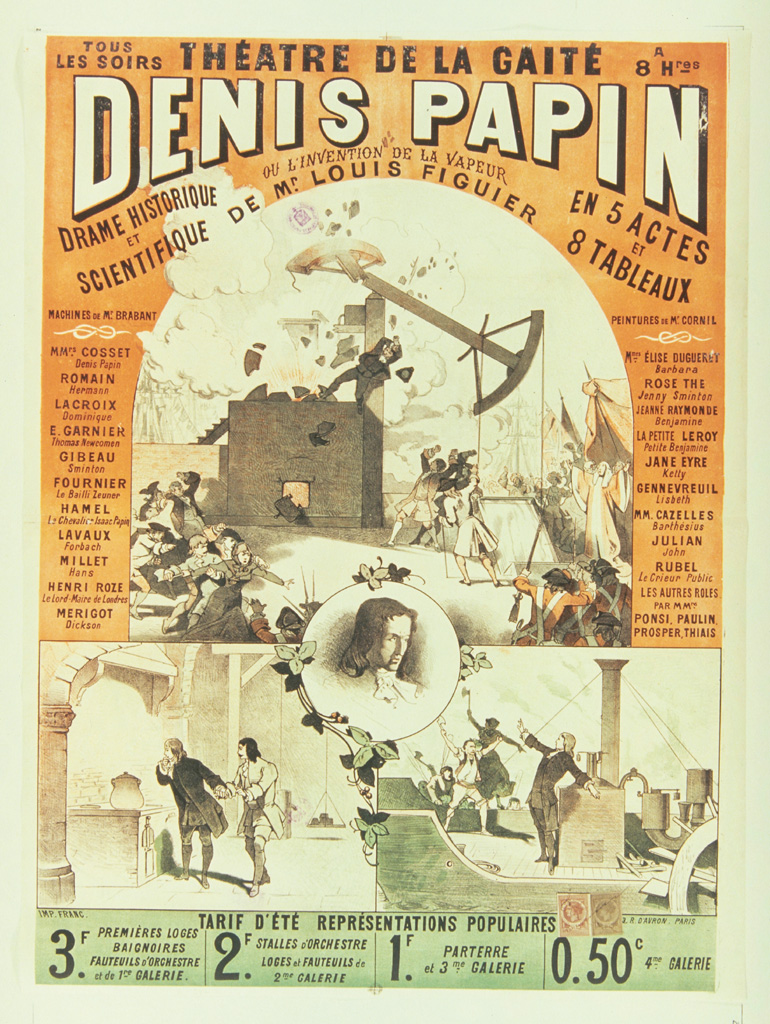 TOUS
LES SOIRS
THÉATRE DE LA GAITÉ
A
8 Hres
DENIS PAPIN
OU L'INVENTION DE LA VAPEUR
DE Mr. LOUIS FIGUIER
DRAME HISTORIQUE
ET
SCIENTIFIQUE
EN 5 ACTES
ET
8 TABLEAUX
MACHINES DE Mr. BRABANT
MMrs COSSET
Denis Papin
ROMAIN
Hermann
LACROIX
Dominique
E. GARNIER
Thomas Newcomen
GIBEAU
Sminton
FOURNIER
Le Bailli Zeuner
HAMEL
Le Chevalier Isaac Papin
LAVAUX
Forbach
MILLET
Hans
HENRI ROZE
Le Lord-Maire de Londres
MERIGOT
Dickson
PEINTURES DE Mr. CORNIL
Mmes ÉLISE DUGUERET
Barbara
ROSE THE
Jenny Sminton
JEANNE RAYMONDE
Benjamine
LA PETITE LEROY
Petite Benjamine
JANE EYRE
Ketty
GENNEVREUIL
Lisbeth
MM. CAZELLES
Barthésius
JULIAN
John
RUBEL
Le Crieur Public
LES AUTRES ROLES
PAR MMrs
PONSI, PAULIN,
PROSPER, THIAIS
IMP. FRANC.
R. D'AVRON. PARIS
TARIF D'ÉTÉ REPRÉSENTATIONS POPULAIRES
3.F PREMIÈRES LOGES
BAIGNOIRES
FAUTEUILS D'ORCHESTRE
et de 1re GALERIE.
2.F STALLES D'ORCHESTRE
LOGES et FAUTEUILS de
2me GALERIE
1.F PARTERRE
et 3me GALERIE
0.50c 4me GALERIE